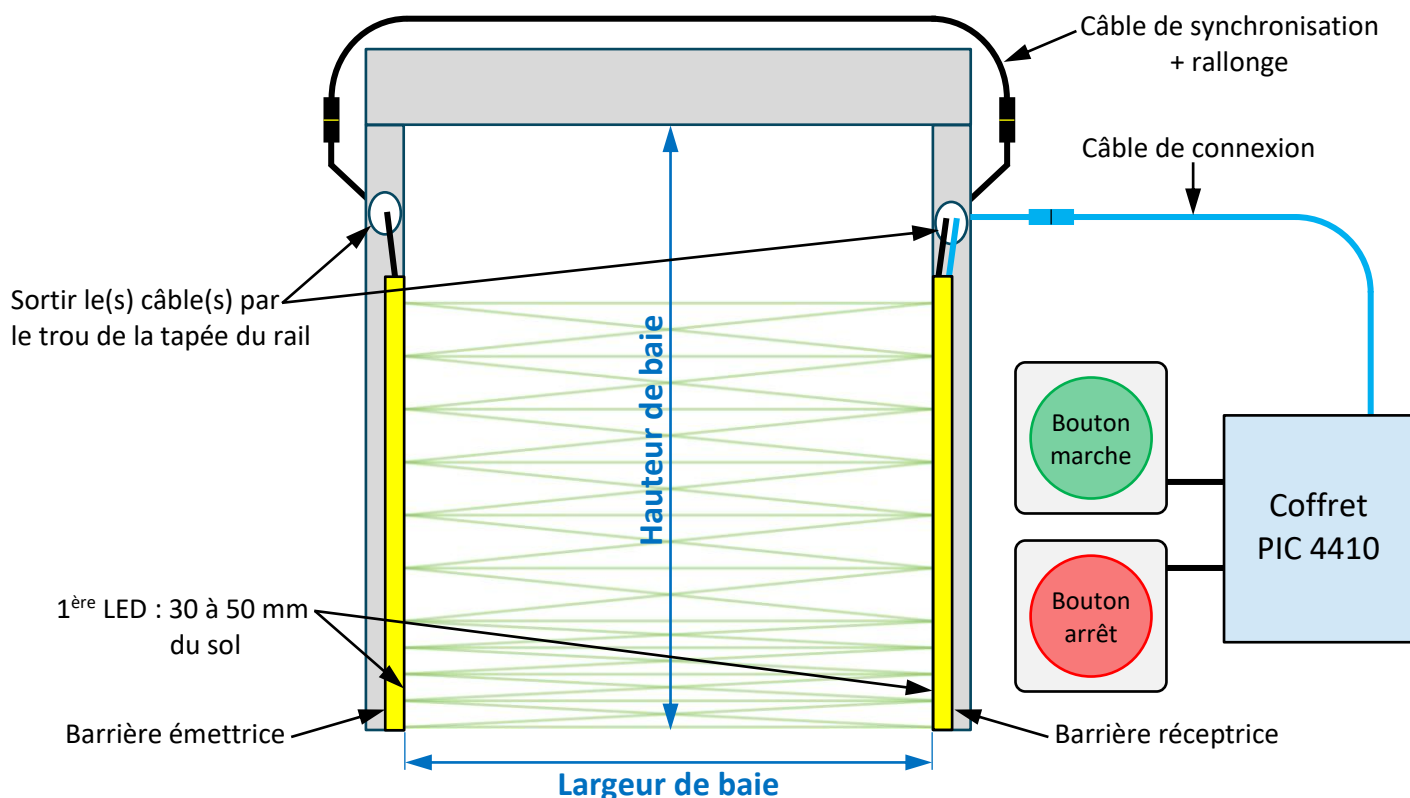 Câble de synchronisation
+ rallonge
Câble de connexion
Sortir le(s) câble(s) par
le trou de la tapée du rail
Hauteur de baie
Bouton
marche
Coffret
PIC 4410
Bouton
arrêt
1ère LED : 30 à 50 mm
du sol
Barrière émettrice
Barrière réceptrice
Largeur de baie